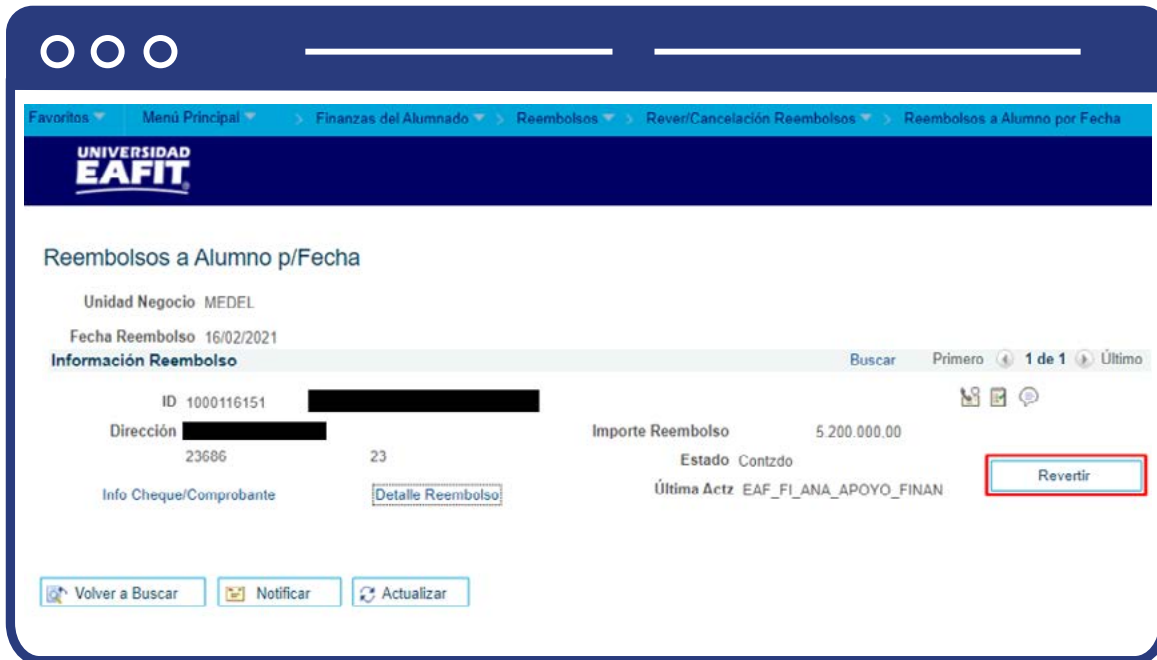 Favoritos Menú Principal Finanzas del Alumnado Reembolsos Rever/Cancelación Reembolsos Reembolsos a Alumno por Fecha
UNIVERSIDAD
EAFIT
Reembolsos a Alumno p/Fecha
Unidad Negocio MEDEL
Fecha Reembolso 16/02/2021
Información Reembolso Buscar Primero 1 de 1 Último
ID 1000116151
Dirección Importe Reembolso 5.200.000,00
23686 23 Estado Contzdo
Revertir
Info Cheque/Comprobante Detalle Reembolso Última Actz EAF_FI_ANA_APOYO_FINAN
Volver a Buscar Notificar Actualizar